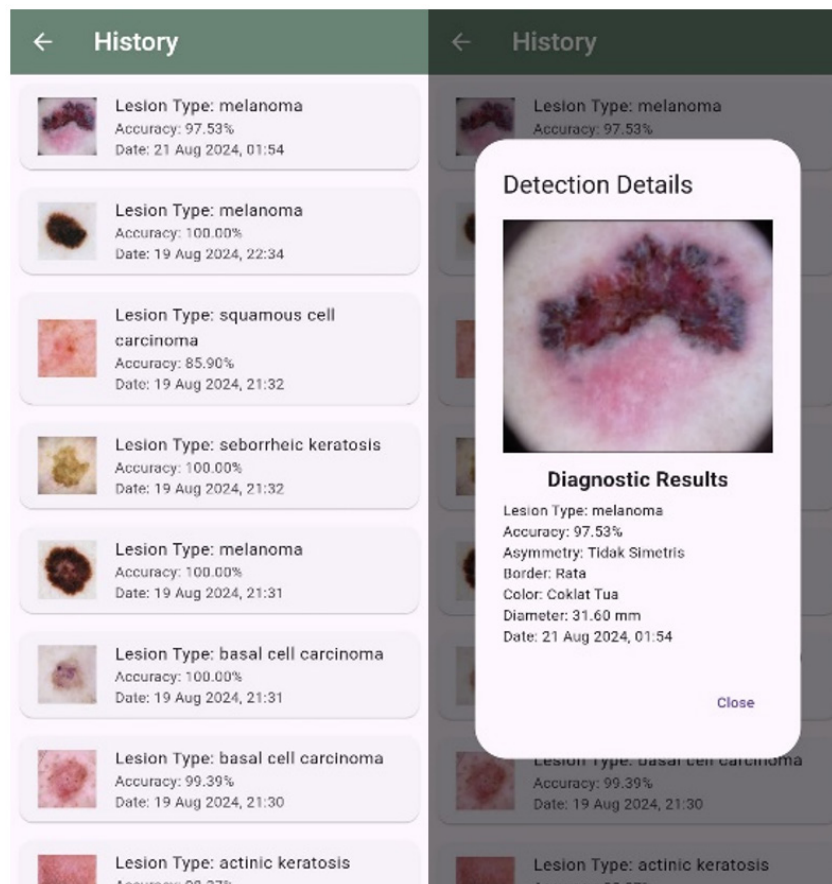 History
Lesion Type: melanoma
Accuracy: 97.53%
Date: 21 Aug 2024, 01:54
Lesion Type: melanoma
Accuracy: 100.00%
Date: 19 Aug 2024, 22:34
Lesion Type: squamous cell
carcinoma
Accuracy: 85.90%
Date: 19 Aug 2024, 21:32
Lesion Type: seborrheic keratosis
Accuracy: 100.00%
Date: 19 Aug 2024, 21:32
Lesion Type: melanoma
Accuracy: 100.00%
Date: 19 Aug 2024, 21:31
Lesion Type: basal cell carcinoma
Accuracy: 100.00%
Date: 19 Aug 2024, 21:31
Lesion Type: basal cell carcinoma
Accuracy: 99.39%
Date: 19 Aug 2024, 21:30
Lesion Type: actinic keratosis
History
Lesion Type: melanoma
Accuracy: 97.53%
Detection Details
Diagnostic Results
Lesion Type: melanoma
Accuracy: 97.53%
Asymmetry: Tidak Simetris
Border: Rata
Color: Coklat Tua
Diameter: 31.60 mm
Date: 21 Aug 2024, 01:54
Close
Lesion Type: basal cell carcinoma
Accuracy: 99.39%
Date: 19 Aug 2024, 21:30
Lesion Type: actinic keratosis